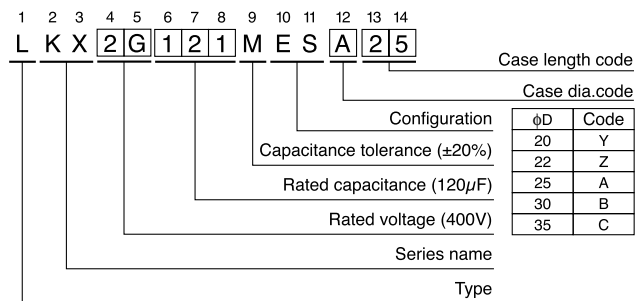 1 2 3 4 5 6 7 8 9 10 11 12 13 14
L K X 2 G 1 2 1 M E S A 2 5
Case length code
Case dia.code
Configuration
Capacitance tolerance (±20%)
Rated capacitance (120µF)
Rated voltage (400V)
Series name
Type
ϕD Code
20 Y
22 Z
25 A
30 B
35 C